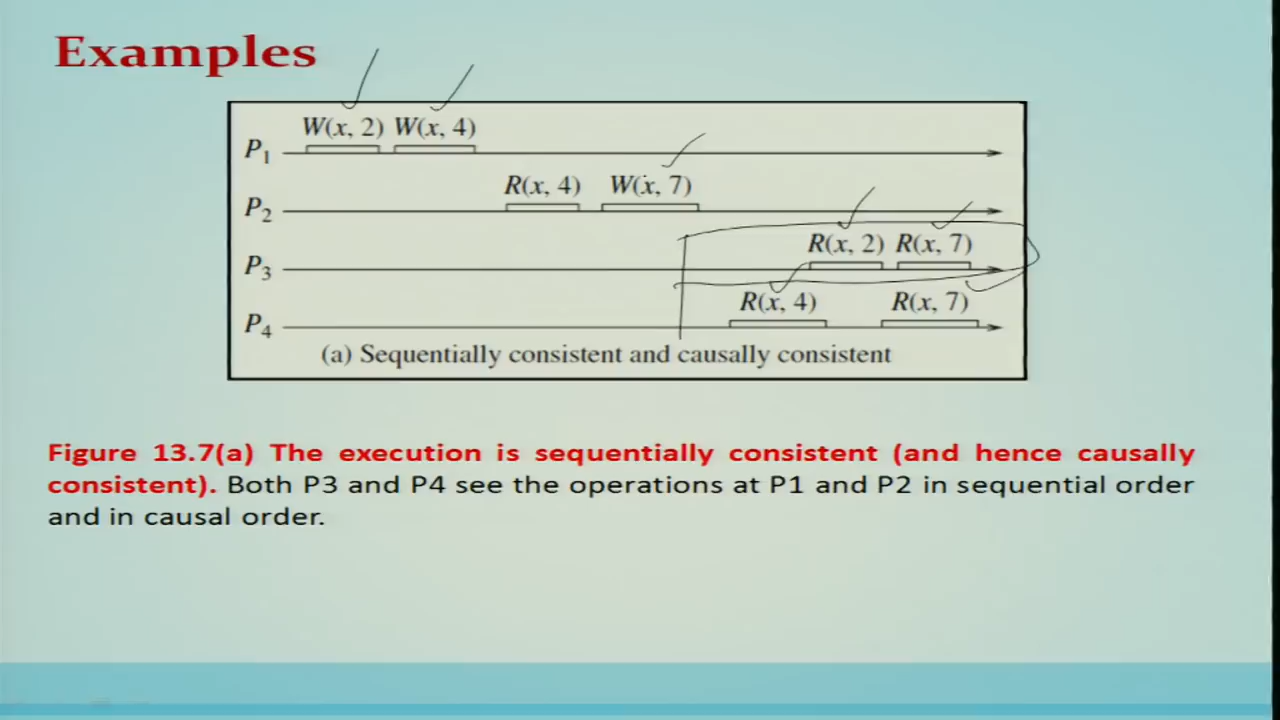 Examples
W(x, 2) W(x, 4)
P1
R(x, 4) W(x, 7)
P2
R(x, 2) R(x, 7)
P3
R(x, 4) R(x, 7)
P4
(a) Sequentially consistent and causally consistent
Figure 13.7(a) The execution is sequentially consistent (and hence causally
consistent). Both P3 and P4 see the operations at P1 and P2 in sequential order
and in causal order.